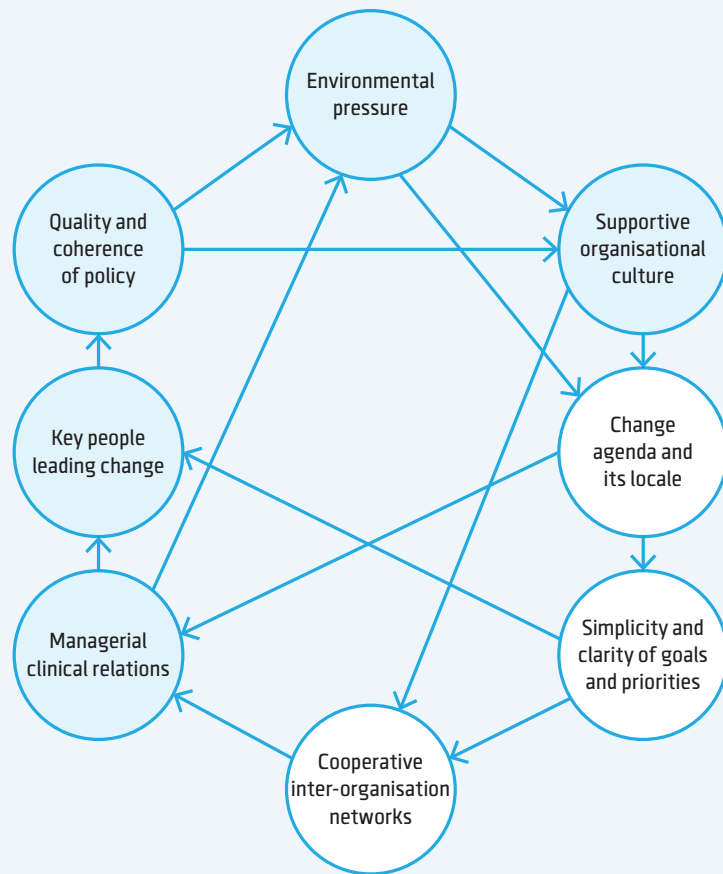 Environmental
pressure
Supportive
organisational
culture
Change
agenda and
its locale
Simplicity and
clarity of goals
and priorities
Cooperative
inter-organisation
networks
Managerial
clinical relations
Key people
leading change
Quality and
coherence
of policy